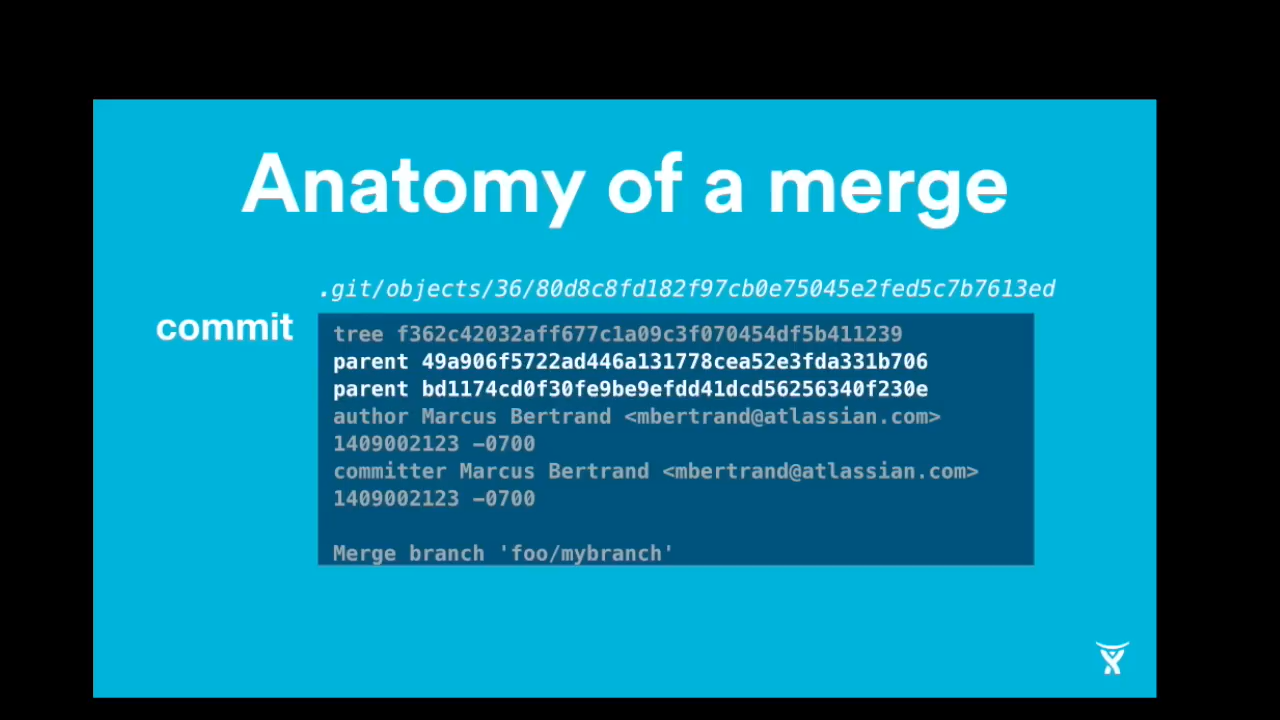 Anatomy of a merge
.git/objects/36/80d8c8fd182f97cb0e75045e2fed5c7b7613ed
commit
tree f362c42032aff677c1a09c3f070454df5b411239
parent 49a906f5722ad446a131778cea52e3fda331b706
parent bd1174cd0f30fe9be9efdd41dcd56256340f230e
author Marcus Bertrand <mbertrand@atlassian.com>
1409002123 -0700
committer Marcus Bertrand <mbertrand@atlassian.com>
1409002123 -0700
Merge branch 'foo/mybranch'